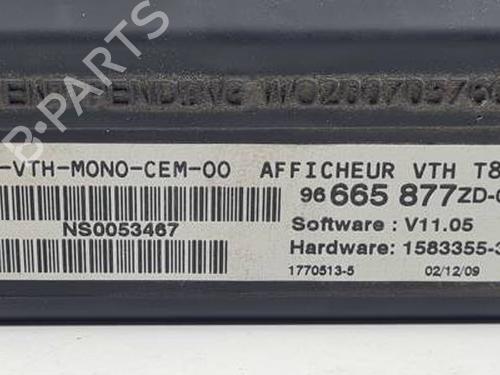 -VTH-MONO-CEM-00 AFFICHEUR VTH T8
96 665 877ZD-0
NS0053467
Software : V11.05
Hardware: 1583355-3
1770513-5 02/12/09